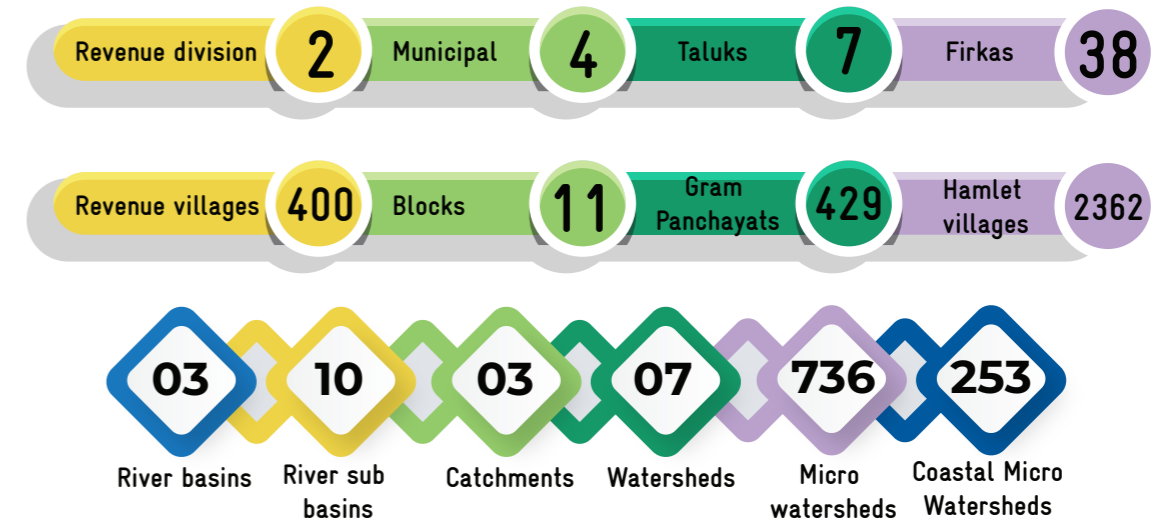 Revenue division 2 Municipal 4 Taluks 7 Firkas 38
Revenue villages 400 Blocks 11 Gram Panchayats 429 Hamlet villages 2362
03 10 03 07 736 253
River basins
River sub
basins
Catchments
Watersheds
Micro
watersheds
Coastal Micro
Watersheds